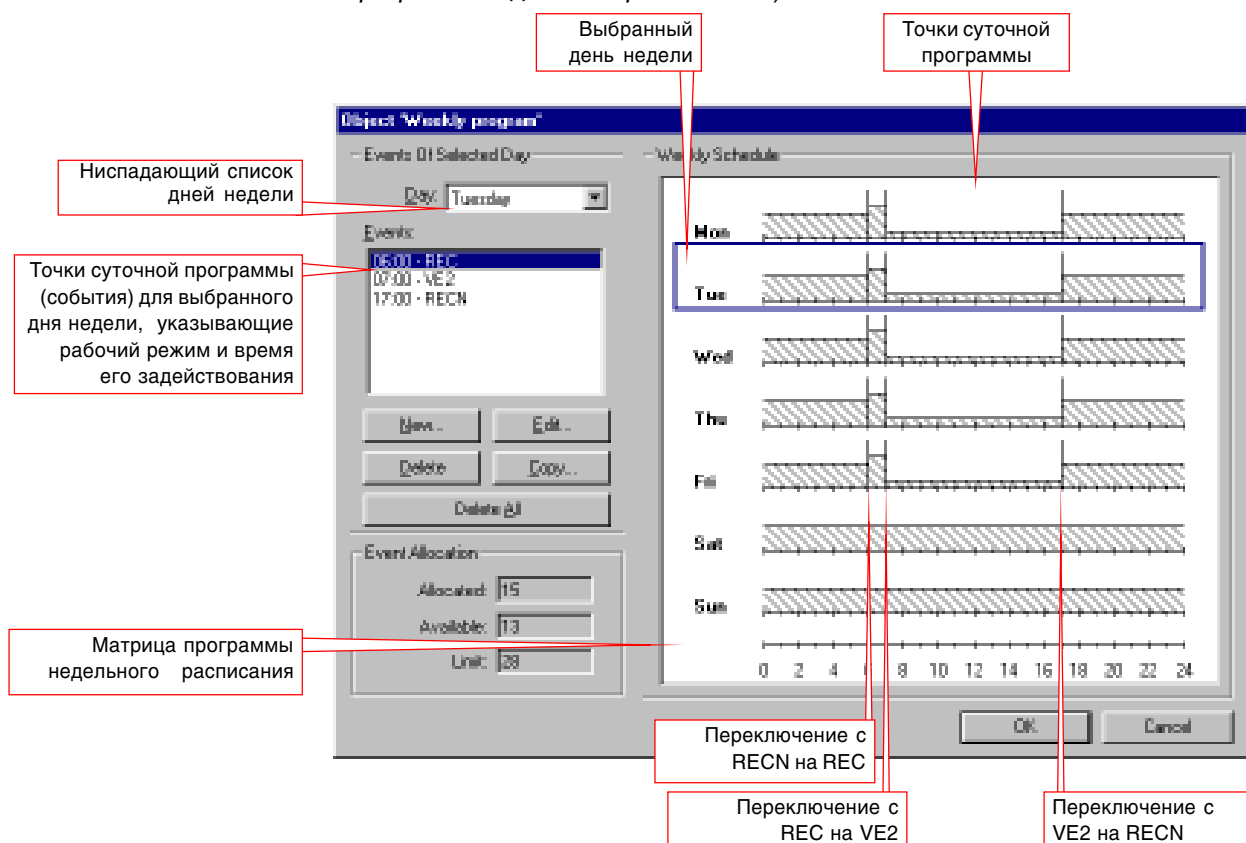 Выбранный
день недели
Точки суточной
программы
Object "Weekly program"
Events Of Selected Day
Weekly Schedule
Ниспадающий список
дней недели
Day:
Tuesday
Events:
06:00 - REC
07:00 - VE2
17:00 - RECN
Точки суточной программы
(события) для выбранного
дня недели, указывающие
рабочий режим и время
его задействования
New...
Edit...
Delete
Copy...
Delete All
Event Allocation
Allocated: 15
Available: 13
Limit: 28
Матрица программы
недельного расписания
Mon
Tue
Wed
Thu
Fri
Sat
Sun
0 2 4 6 8 10 12 14 16 18 20 22 24
OK
Cancel
Переключение с
RECN на REC
Переключение с
REC на VE2
Переключение с
VE2 на RECN